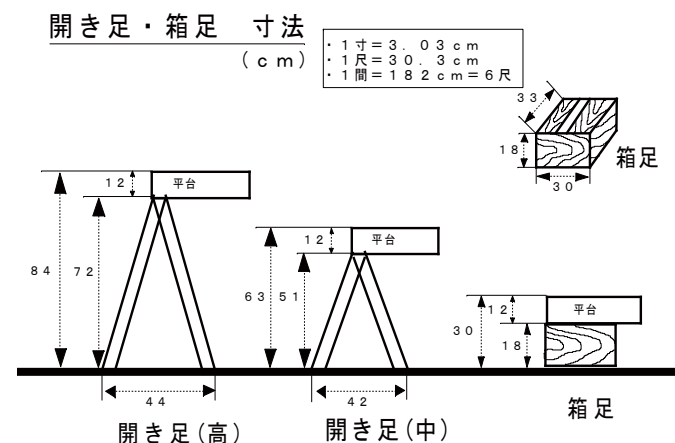 開き足・箱足　寸法
(ｃｍ)
・１寸＝３．０３ｃｍ
・１尺＝３０．３ｃｍ
・１間＝１８２ｃｍ＝６尺
３３
１８
３０
箱足
１２
平台
８４
７２
４４
開き足(高)
１２
平台
６３
５１
４２
開き足(中)
１２
平台
３０
１８
箱足